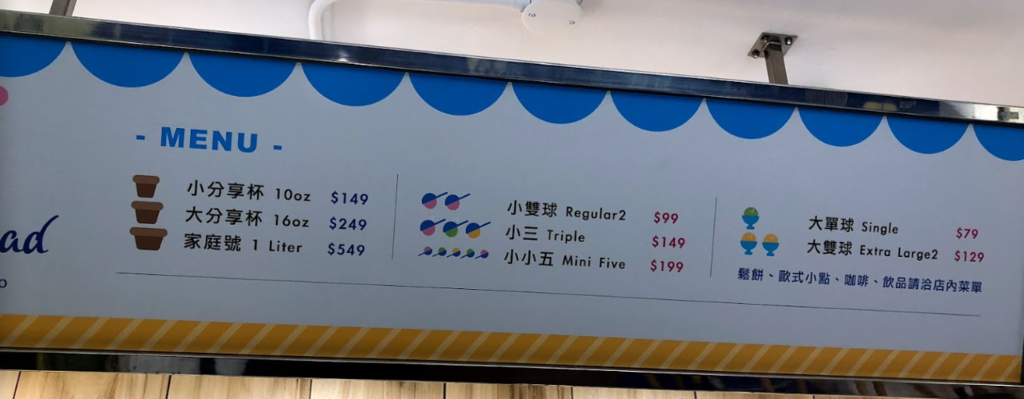 - MENU -
小分享杯 10oz $149
大分享杯 16oz $249
家庭號 1 Liter $549
小雙球 Regular2 $99
小三 Triple $149
小小五 Mini Five $199
大單球 Single $79
大雙球 Extra Large2 $129
鬆餅、歐式小點、咖啡、飲品請洽店內菜單
ad
o